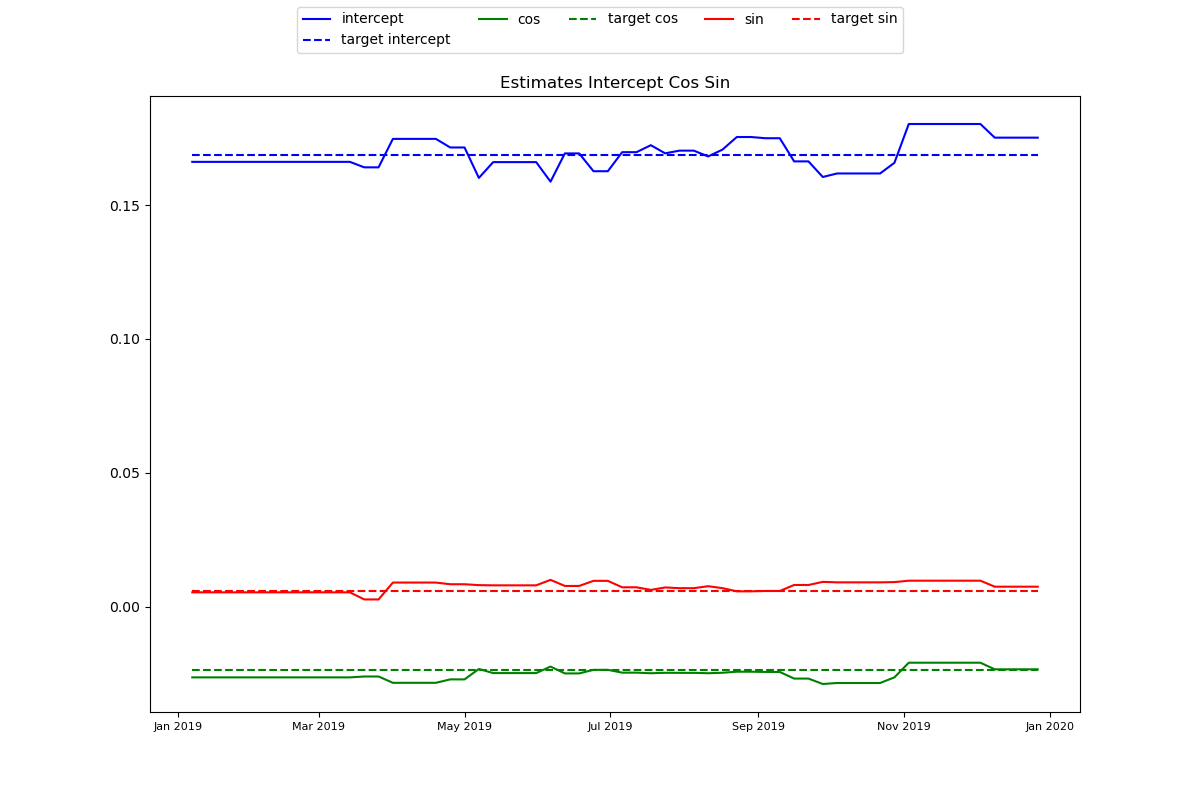 intercept cos target cos sin target sin
target intercept
Estimates Intercept Cos Sin
0.15
0.10
0.05
0.00
Jan 2019 Mar 2019 May 2019 Jul 2019 Sep 2019 Nov 2019 Jan 2020